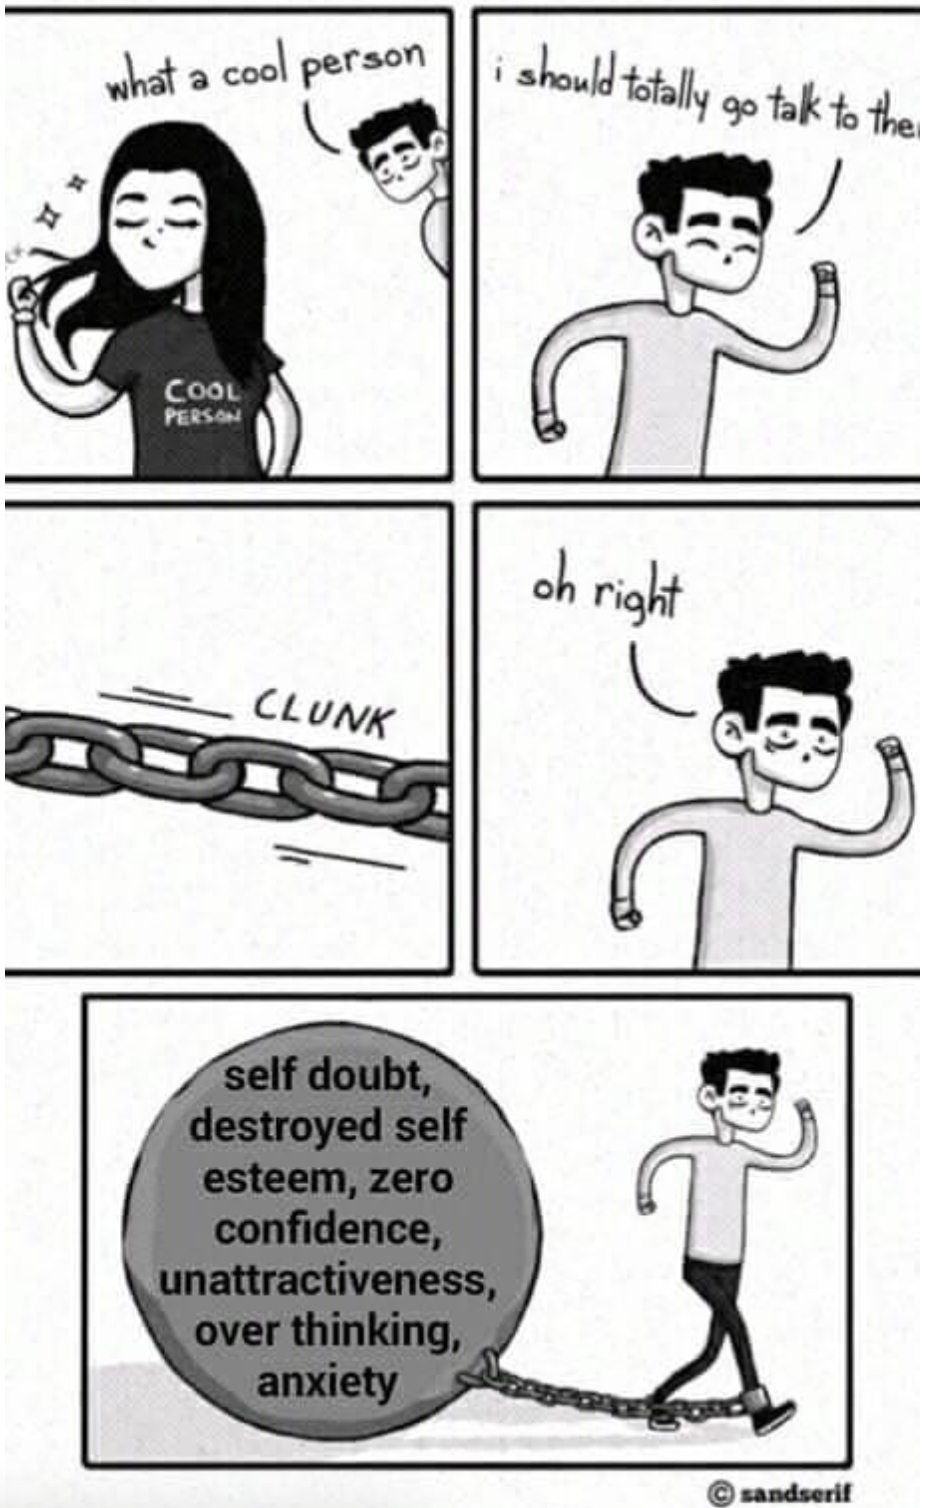 what a cool person
COOL
PERSON
i should totally go talk to
CLUNK
oh right
self doubt,
destroyed self
esteem, zero
confidence,
unattractiveness,
over thinking,
anxiety
© sandserif